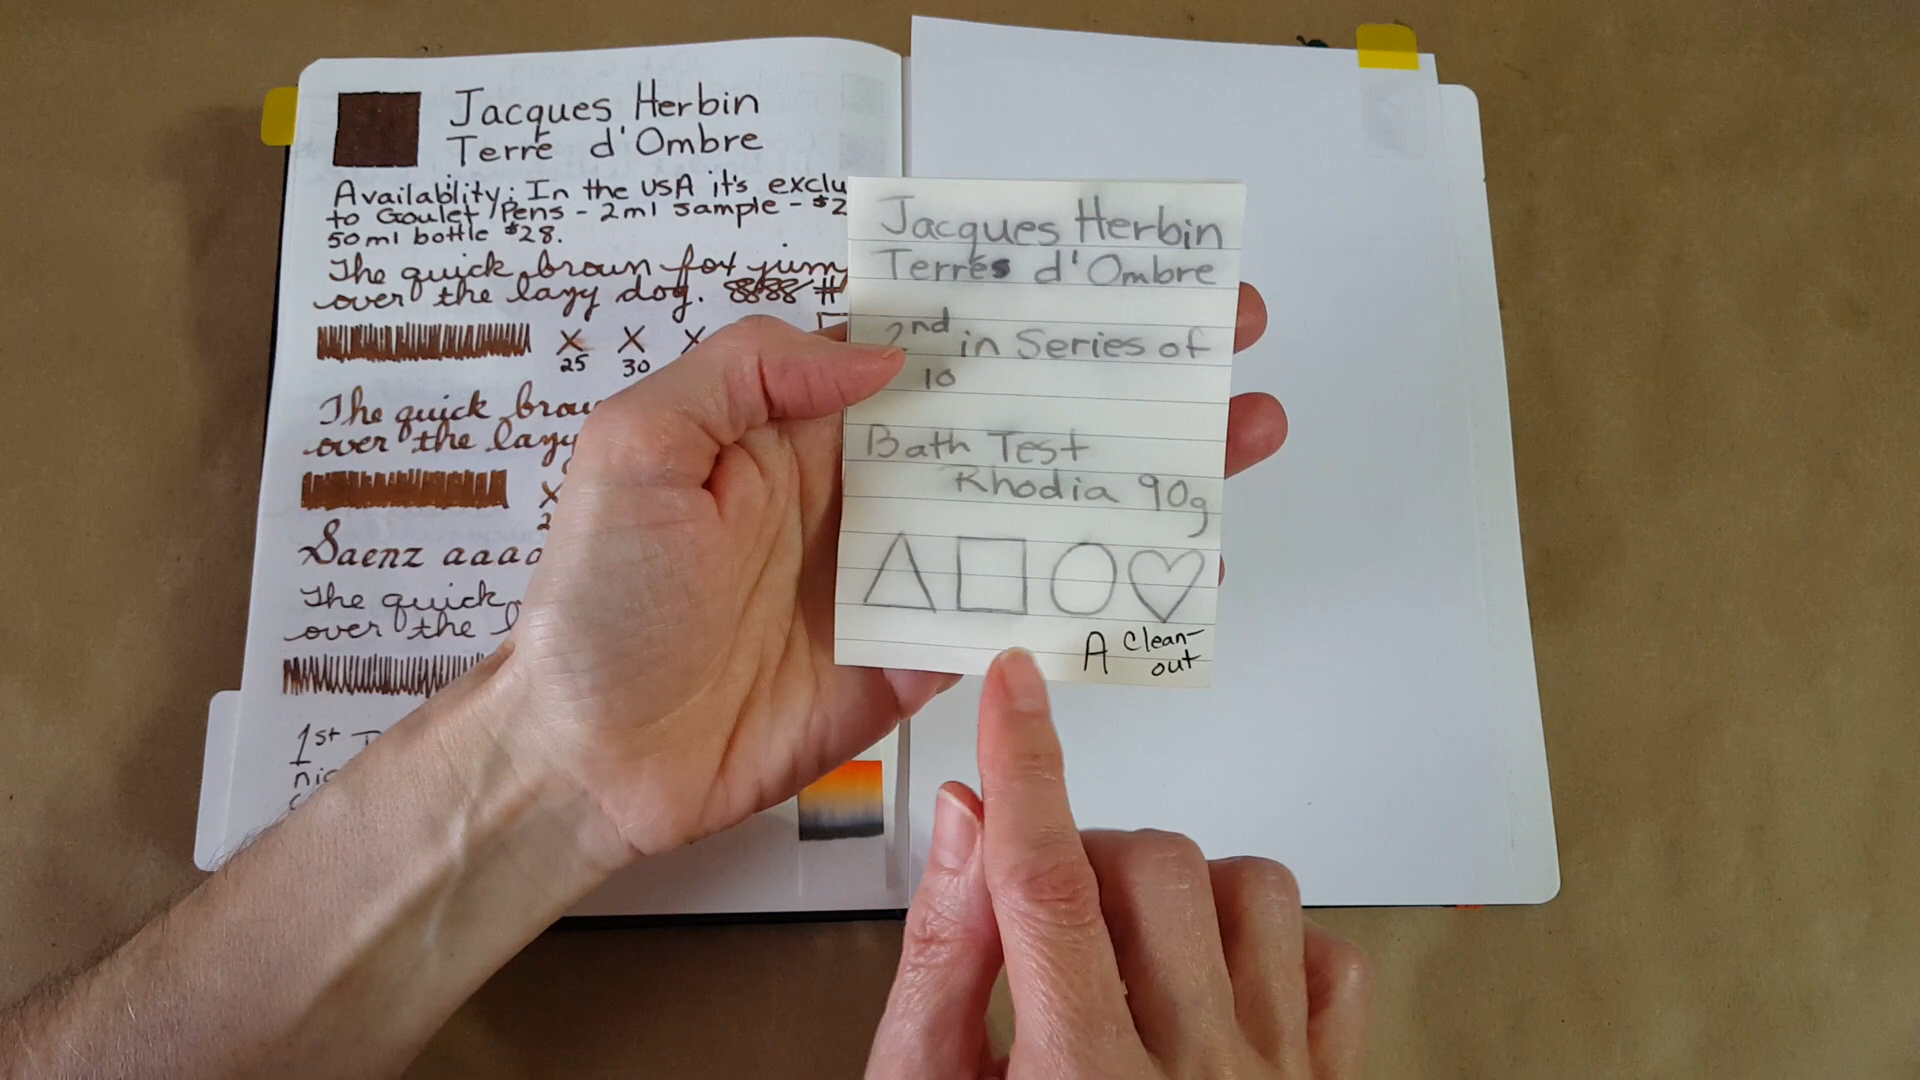 Jacques Herbin
Terre d'Ombre
Availablity: In the USA it's exclu
to Goulet Pens - 2ml sample - $2
50ml bottle $28.
The quick brown fox jum
over the lazy dog. 8888 #
X X X
25 30
The quick brow
over the lazy
X
2
Saenz aaaa
The quick
over the
1st
nic
Jacques Herbin
Terres d'Ombre
2nd in Series of
10
Bath Test
Rhodia 90g
A Clean-
out